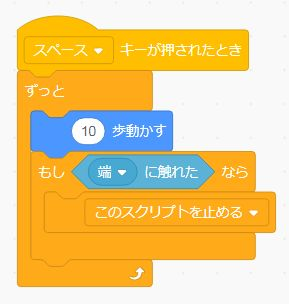 スペース キーが押されたとき
ずっと
10 歩動かす
もし 端 に触れた なら
このスクリプトを止める